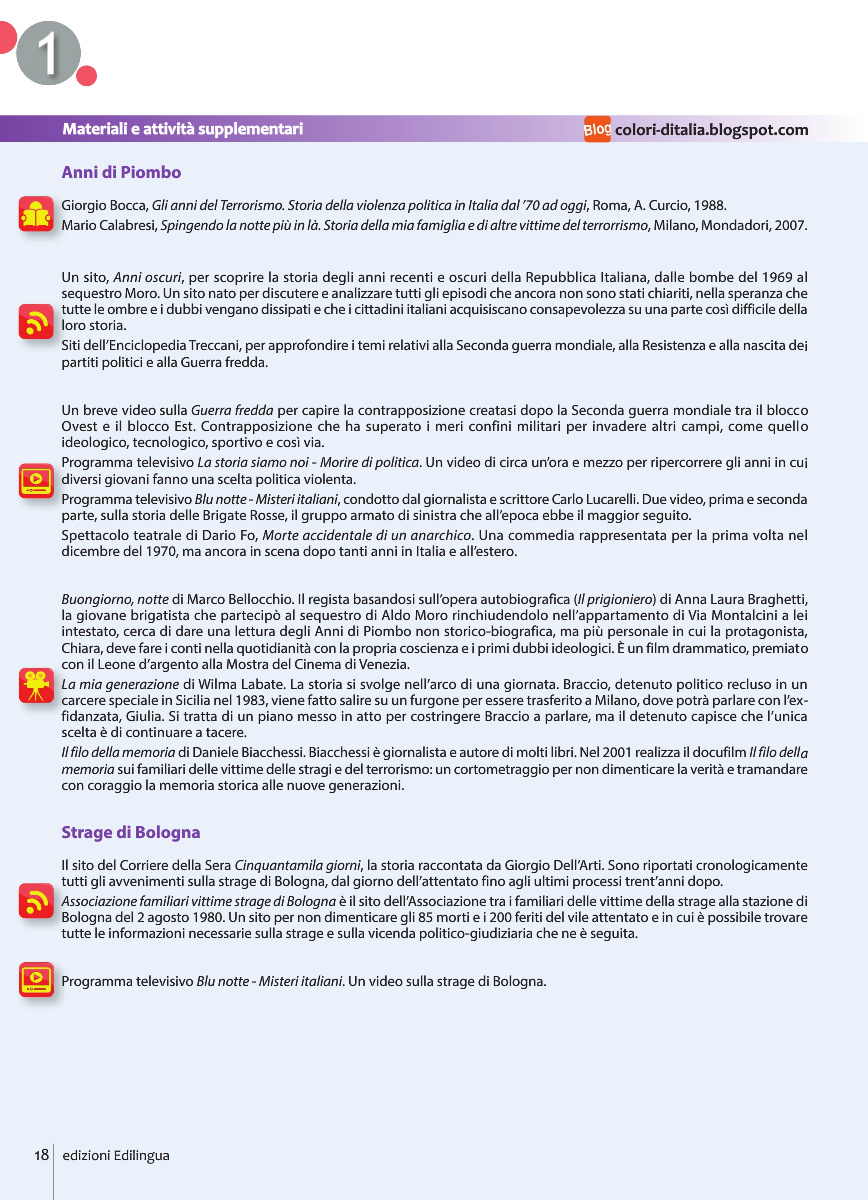 1
Materiali e attività supplementari
Blog colori-ditalia.blogspot.com
Anni di Piombo
Giorgio Bocca, Gli anni del Terrorismo. Storia della violenza politica in Italia dal '70 ad oggi, Roma, A. Curcio, 1988.
Mario Calabresi, Spingendo la notte più in là. Storia della mia famiglia e di altre vittime del terrorrismo, Milano, Mondadori, 2007.
Un sito, Anni oscuri, per scoprire la storia degli anni recenti e oscuri della Repubblica Italiana, dalle bombe del 1969 al
sequestro Moro. Un sito nato per discutere e analizzare tutti gli episodi che ancora non sono stati chiariti, nella speranza che
tutte le ombre e i dubbi vengano dissipati e che i cittadini italiani acquisiscano consapevolezza su una parte così difficile della
loro storia.
Siti dell'Enciclopedia Treccani, per approfondire i temi relativi alla Seconda guerra mondiale, alla Resistenza e alla nascita dei
partiti politici e alla Guerra fredda.
Un breve video sulla Guerra fredda per capire la contrapposizione creatasi dopo la Seconda guerra mondiale tra il blocco
Ovest e il blocco Est. Contrapposizione che ha superato i meri confini militari per invadere altri campi, come quello
ideologico, tecnologico, sportivo e così via.
Programma televisivo La storia siamo noi - Morire di politica. Un video di circa un'ora e mezzo per ripercorrere gli anni in cui
diversi giovani fanno una scelta politica violenta.
Programma televisivo Blu notte - Misteri italiani, condotto dal giornalista e scrittore Carlo Lucarelli. Due video, prima e seconda
parte, sulla storia delle Brigate Rosse, il gruppo armato di sinistra che all'epoca ebbe il maggior seguito.
Spettacolo teatrale di Dario Fo, Morte accidentale di un anarchico. Una commedia rappresentata per la prima volta nel
dicembre del 1970, ma ancora in scena dopo tanti anni in Italia e all'estero.
Buongiorno, notte di Marco Bellocchio. Il regista basandosi sull'opera autobiografica (Il prigioniero) di Anna Laura Braghetti,
la giovane brigatista che partecipò al sequestro di Aldo Moro rinchiudendolo nell'appartamento di Via Montalcini a lei
intestato, cerca di dare una lettura degli Anni di Piombo non storico-biografica, ma più personale in cui la protagonista,
Chiara, deve fare i conti nella quotidianità con la propria coscienza e i primi dubbi ideologici. È un film drammatico, premiato
con il Leone d'argento alla Mostra del Cinema di Venezia.
La mia generazione di Wilma Labate. La storia si svolge nell'arco di una giornata. Braccio, detenuto politico recluso in un
carcere speciale in Sicilia nel 1983, viene fatto salire su un furgone per essere trasferito a Milano, dove potrà parlare con l'ex-
fidanzata, Giulia. Si tratta di un piano messo in atto per costringere Braccio a parlare, ma il detenuto capisce che l'unica
scelta è di continuare a tacere.
Il filo della memoria di Daniele Biacchessi. Biacchessi è giornalista e autore di molti libri. Nel 2001 realizza il docufilm Il filo della
memoria sui familiari delle vittime delle stragi e del terrorismo: un cortometraggio per non dimenticare la verità e tramandare
con coraggio la memoria storica alle nuove generazioni.
Strage di Bologna
Il sito del Corriere della Sera Cinquantamila giorni, la storia raccontata da Giorgio Dell'Arti. Sono riportati cronologicamente
tutti gli avvenimenti sulla strage di Bologna, dal giorno dell'attentato fino agli ultimi processi trent'anni dopo.
Associazione familiari vittime strage di Bologna è il sito dell'Associazione tra i familiari delle vittime della strage alla stazione di
Bologna del 2 agosto 1980. Un sito per non dimenticare gli 85 morti e i 200 feriti del vile attentato e in cui è possibile trovare
tutte le informazioni necessarie sulla strage e sulla vicenda politico-giudiziaria che ne è seguita.
Programma televisivo Blu notte - Misteri italiani. Un video sulla strage di Bologna.
18 edizioni Edilingua